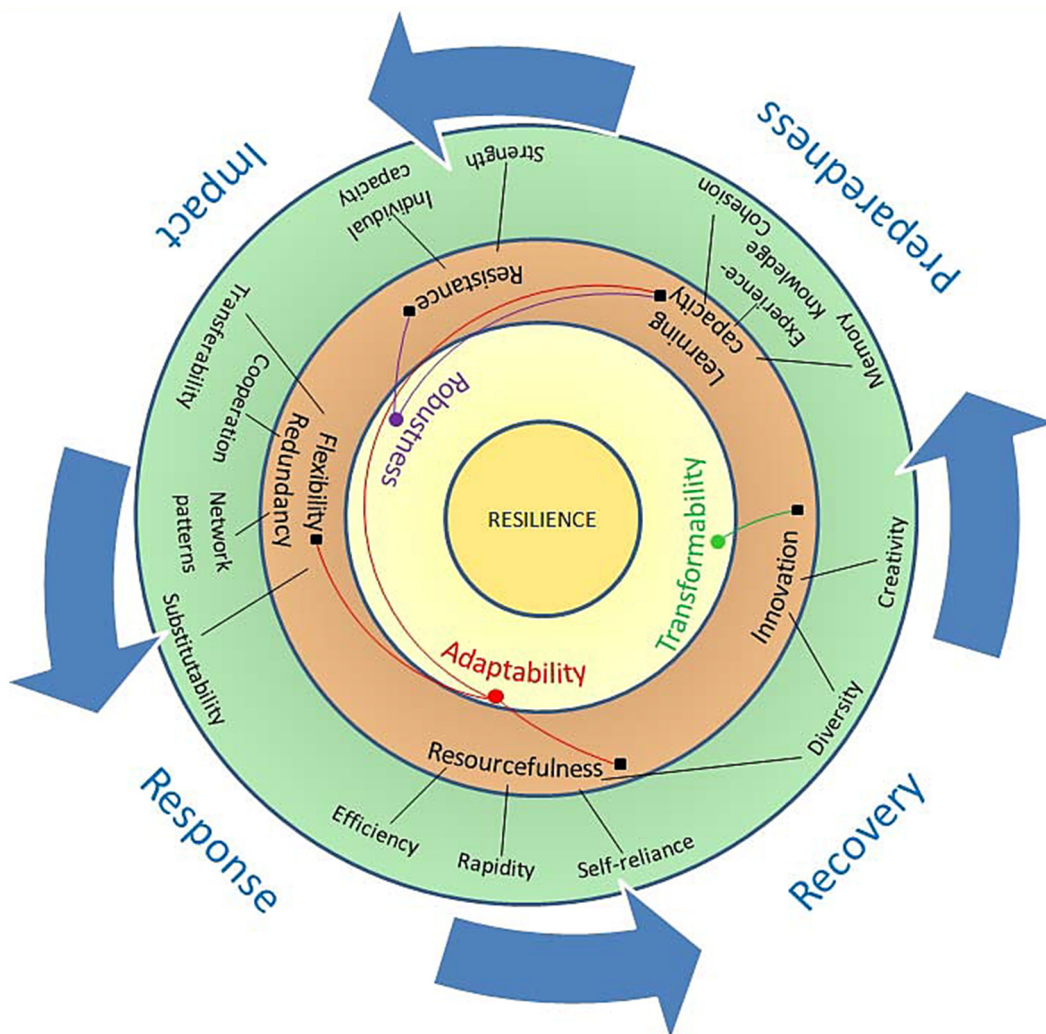 Preparedness
Impact
Response
Recovery
Strength
Individual
capacity
Cohesion
Experience-
Knowledge
Memory
Transferability
Cooperation
Network
patterns
Substitutability
Efficiency
Rapidity
Self-reliance
Diversity
Creativity
Resistance
Learning
capacity
Flexibility
Redundancy
Resourcefulness
Innovation
Robustness
Adaptability
Transformability
RESILIENCE